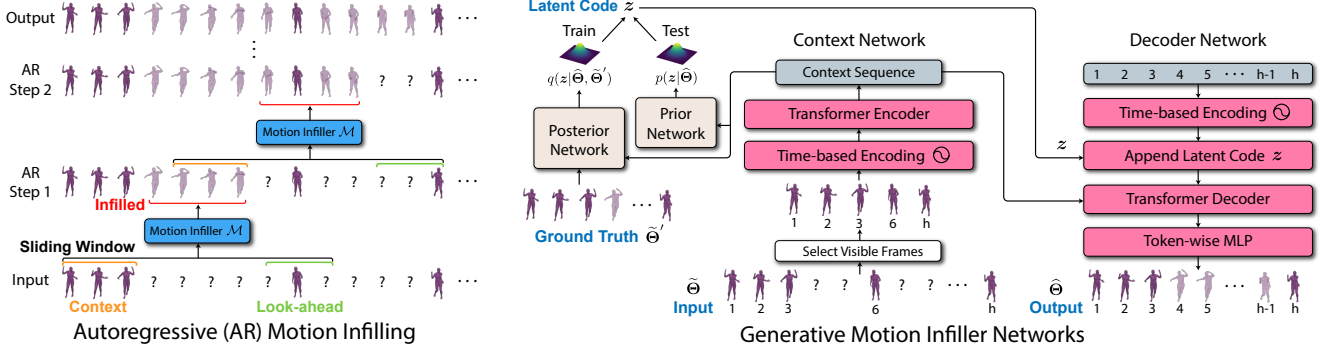 Output
⋮
AR Step 2
? ? ...
Motion Infiller ℳ
AR Step 1
? ? ? ? ? ...
Infilled
Motion Infiller ℳ
Sliding Window
Input
? ? ? ? ? ? ? ? ? ...
Context
Look-ahead
Autoregressive (AR) Motion Infilling
Latent Code z
Train
Test
q(z|Θ̂, Θ̃′)
p(z|Θ̂)
Posterior Network
Prior Network
Ground Truth Θ̃′
Context Network
Context Sequence
Transformer Encoder
Time-based Encoding
1 2 3 6 h
Select Visible Frames
Θ̃
Input
? ? ? ? ...
1 2 3 6 h
z
Decoder Network
1 2 3 4 5 ... h-1 h
Time-based Encoding
Append Latent Code z
Transformer Decoder
Token-wise MLP
Θ̂
Output
1 2 3 4 5 ... h-1 h
Generative Motion Infiller Networks